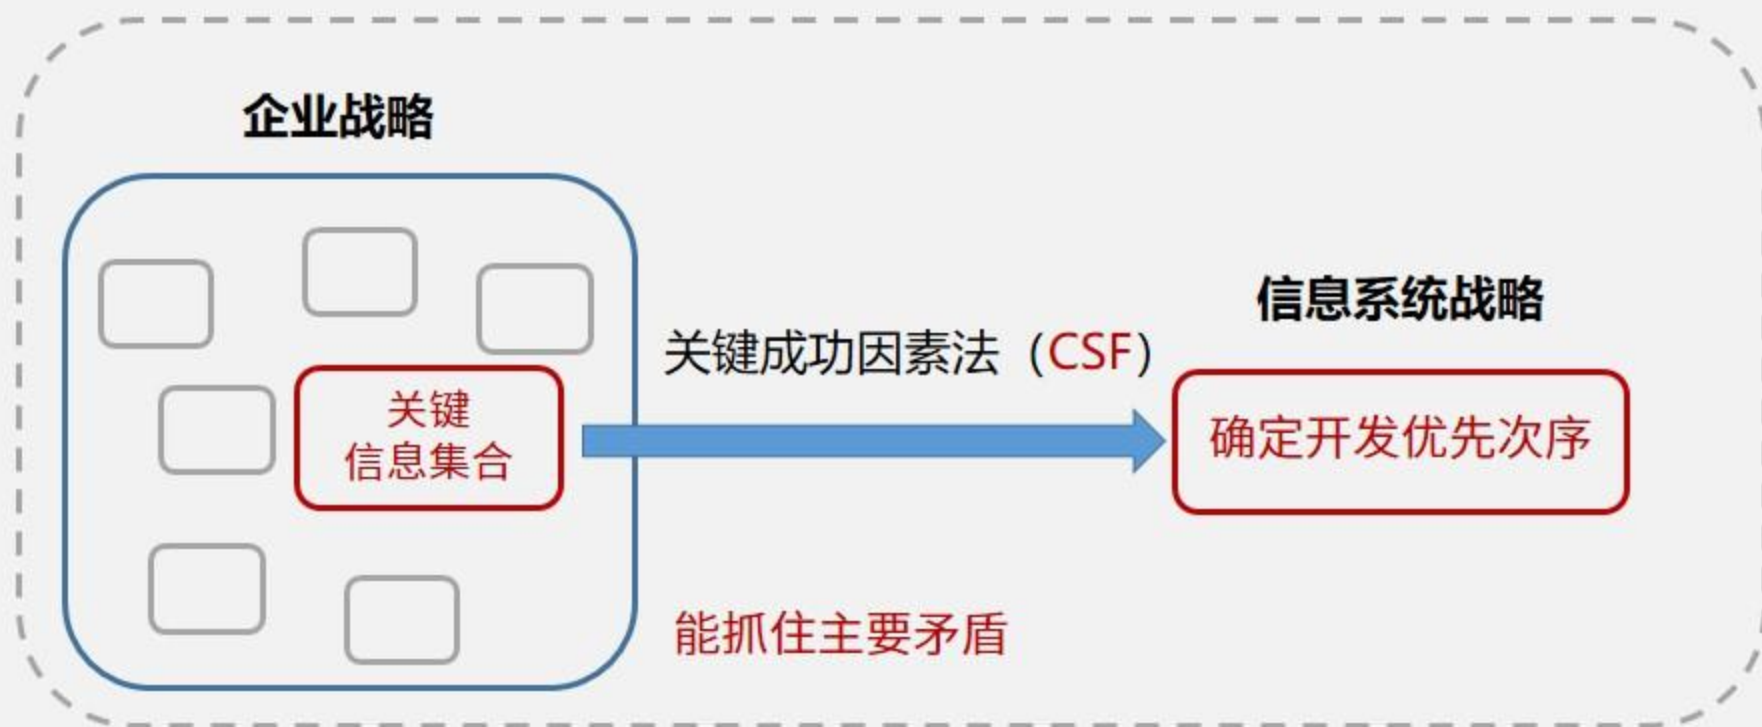 企业战略
关键
信息集合
关键成功因素法（CSF）
能抓住主要矛盾
信息系统战略
确定开发优先次序